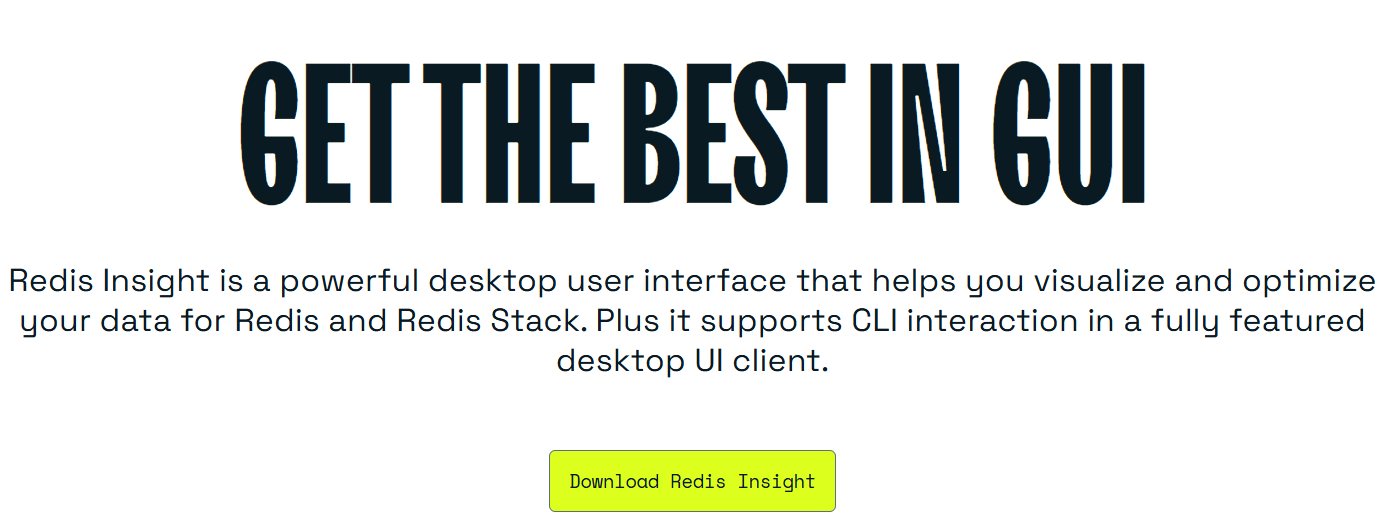 GET THE BEST IN GUI
Redis Insight is a powerful desktop user interface that helps you visualize and optimize
your data for Redis and Redis Stack. Plus it supports CLI interaction in a fully featured
desktop UI client.
Download Redis Insight